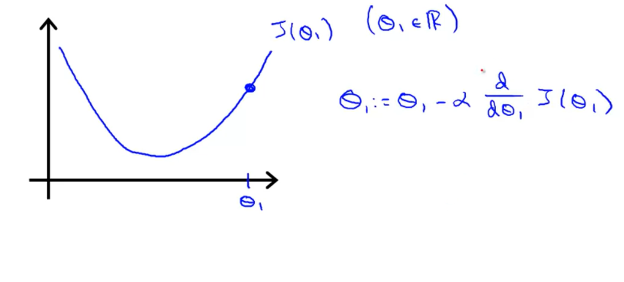 J(θ₁) (θ₁ ∈ ℝ)
θ₁ := θ₁ - α d/dθ₁ J(θ₁)
θ₁